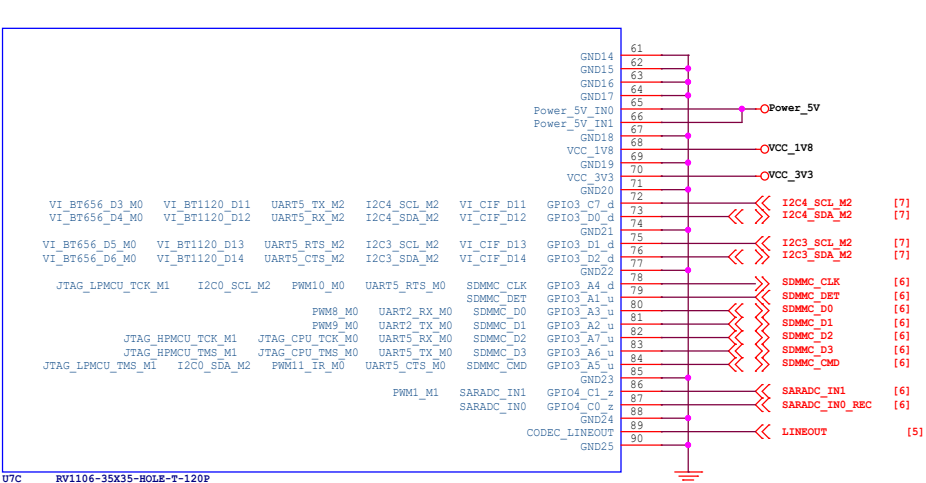 GND14 61
GND15 62
GND16 63
GND17 64
Power_5V_IN0 65 Power_5V
Power_5V_IN1 66
GND18 67
VCC_1V8 68 VCC_1V8
GND19 69
VCC_3V3 70 VCC_3V3
GND20 71
VI_BT656_D3_M0 VI_BT1120_D11 UART5_TX_M2 I2C4_SCL_M2 VI_CIF_D11 GPIO3_C7_d 72 I2C4_SCL_M2 [7]
VI_BT656_D4_M0 VI_BT1120_D12 UART5_RX_M2 I2C4_SDA_M2 VI_CIF_D12 GPIO3_D0_d 73 I2C4_SDA_M2 [7]
GND21 74
VI_BT656_D5_M0 VI_BT1120_D13 UART5_RTS_M2 I2C3_SCL_M2 VI_CIF_D13 GPIO3_D1_d 75 I2C3_SCL_M2 [7]
VI_BT656_D6_M0 VI_BT1120_D14 UART5_CTS_M2 I2C3_SDA_M2 VI_CIF_D14 GPIO3_D2_d 76 I2C3_SDA_M2 [7]
GND22 77
JTAG_LPMCU_TCK_M1 I2C0_SCL_M2 PWM10_M0 UART5_RTS_M0 SDMMC_CLK GPIO3_A4_d 78 SDMMC_CLK [6]
SDMMC_DET GPIO3_A1_u 79 SDMMC_DET [6]
PWM8_M0 UART2_RX_M0 SDMMC_D0 GPIO3_A3_u 80 SDMMC_D0 [6]
PWM9_M0 UART2_TX_M0 SDMMC_D1 GPIO3_A2_u 81 SDMMC_D1 [6]
JTAG_HPMCU_TCK_M1 JTAG_CPU_TCK_M0 UART5_RX_M0 SDMMC_D2 GPIO3_A7_u 82 SDMMC_D2 [6]
JTAG_HPMCU_TMS_M1 JTAG_CPU_TMS_M0 UART5_TX_M0 SDMMC_D3 GPIO3_A6_u 83 SDMMC_D3 [6]
JTAG_LPMCU_TMS_M1 I2C0_SDA_M2 PWM11_IR_M0 UART5_CTS_M0 SDMMC_CMD GPIO3_A5_u 84 SDMMC_CMD [6]
GND23 85
PWM1_M1 SARADC_IN1 GPIO4_C1_z 86 SARADC_IN1 [6]
SARADC_IN0 GPIO4_C0_z 87 SARADC_IN0_REC [6]
GND24 88
CODEC_LINEOUT 89 LINEOUT [5]
GND25 90
U7C RV1106-35X35-HOLE-T-120P